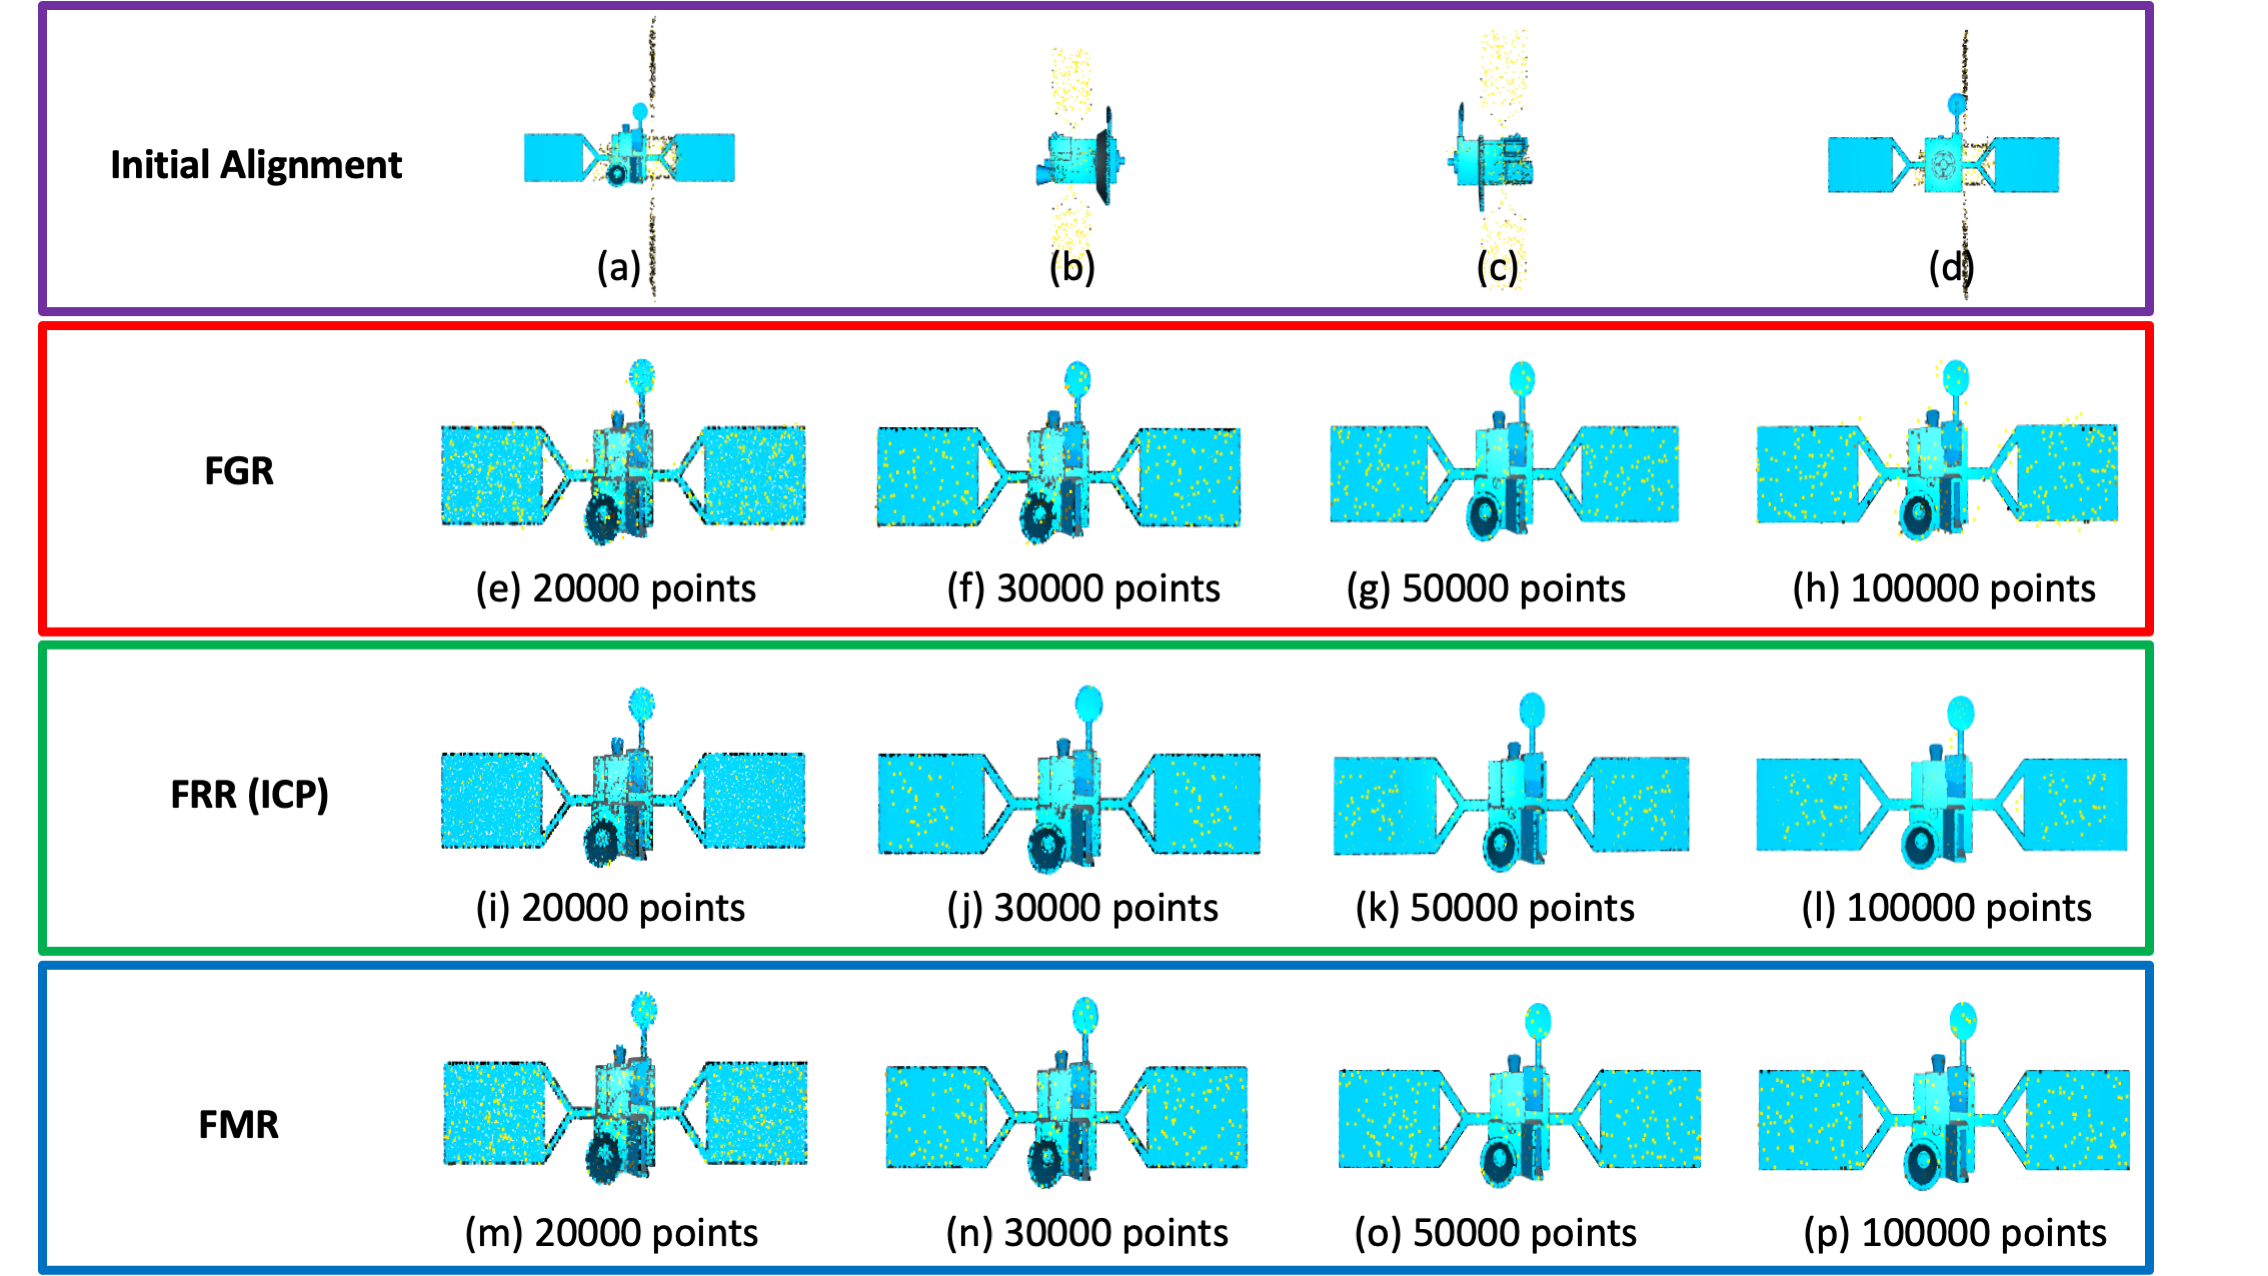 Initial Alignment
(a)
(b)
(c)
(d)
FGR
(e) 20000 points
(f) 30000 points
(g) 50000 points
(h) 100000 points
FRR (ICP)
(i) 20000 points
(j) 30000 points
(k) 50000 points
(l) 100000 points
FMR
(m) 20000 points
(n) 30000 points
(o) 50000 points
(p) 100000 points